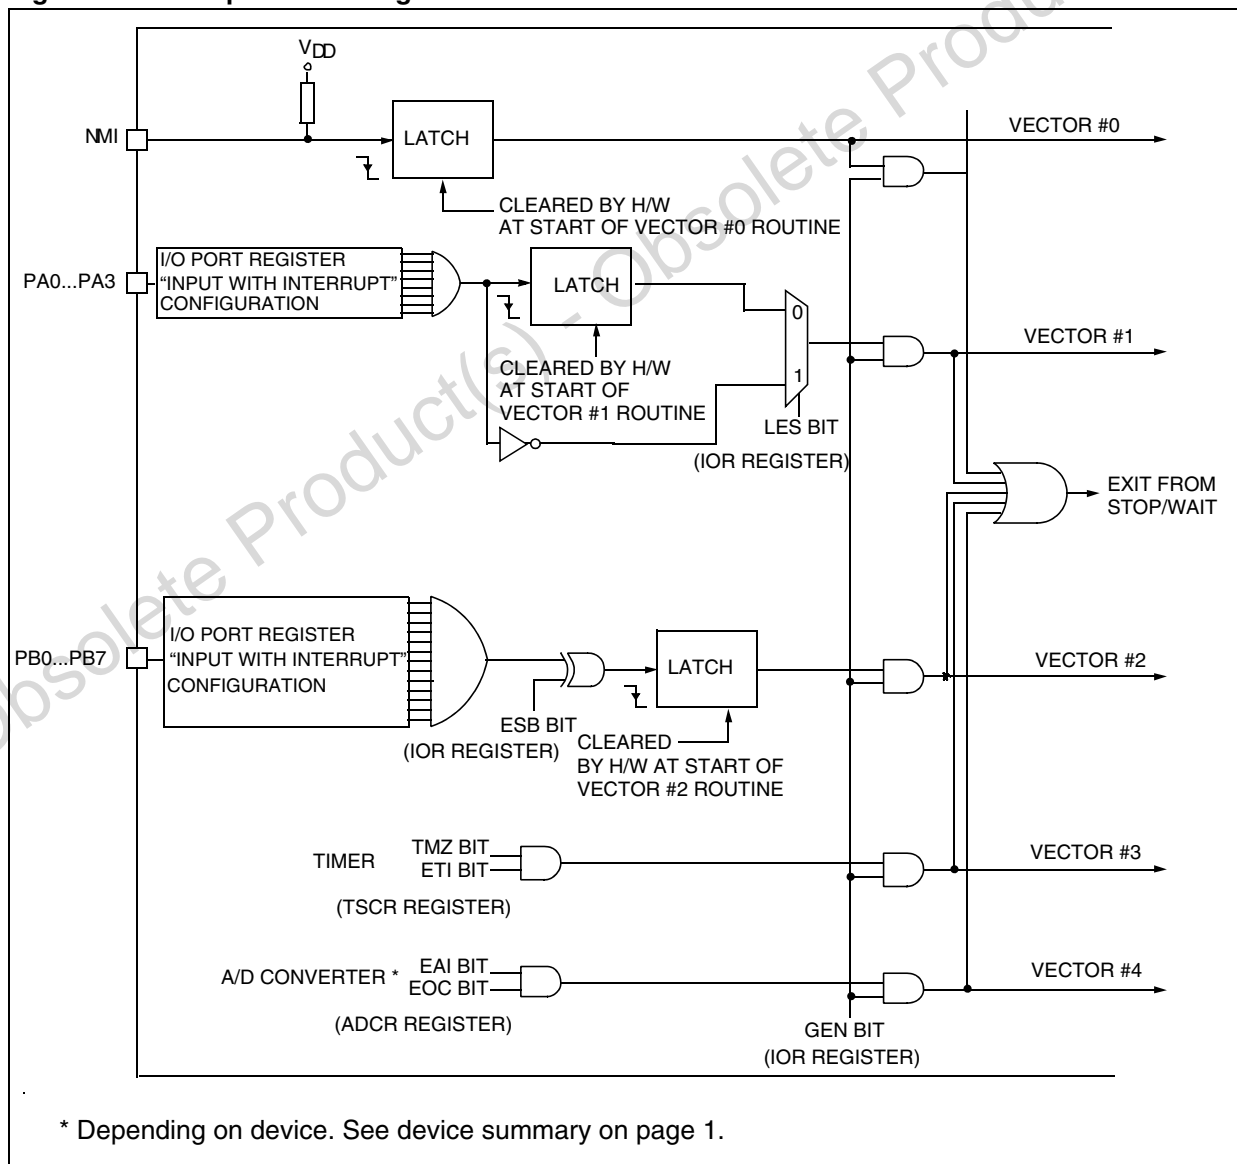 VDD
NMI
LATCH
VECTOR #0
CLEARED BY H/W
AT START OF VECTOR #0 ROUTINE
PA0...PA3
I/O PORT REGISTER
“INPUT WITH INTERRUPT”
CONFIGURATION
LATCH
0
1
VECTOR #1
CLEARED BY H/W
AT START OF
VECTOR #1 ROUTINE
LES BIT
(IOR REGISTER)
EXIT FROM
STOP/WAIT
PB0...PB7
I/O PORT REGISTER
“INPUT WITH INTERRUPT”
CONFIGURATION
LATCH
VECTOR #2
ESB BIT
(IOR REGISTER)
CLEARED
BY H/W AT START OF
VECTOR #2 ROUTINE
TIMER
TMZ BIT
ETI BIT
(TSCR REGISTER)
VECTOR #3
A/D CONVERTER *
EAI BIT
EOC BIT
(ADCR REGISTER)
VECTOR #4
GEN BIT
(IOR REGISTER)
* Depending on device. See device summary on page 1.
Obsolete Product(s) - Obsolete